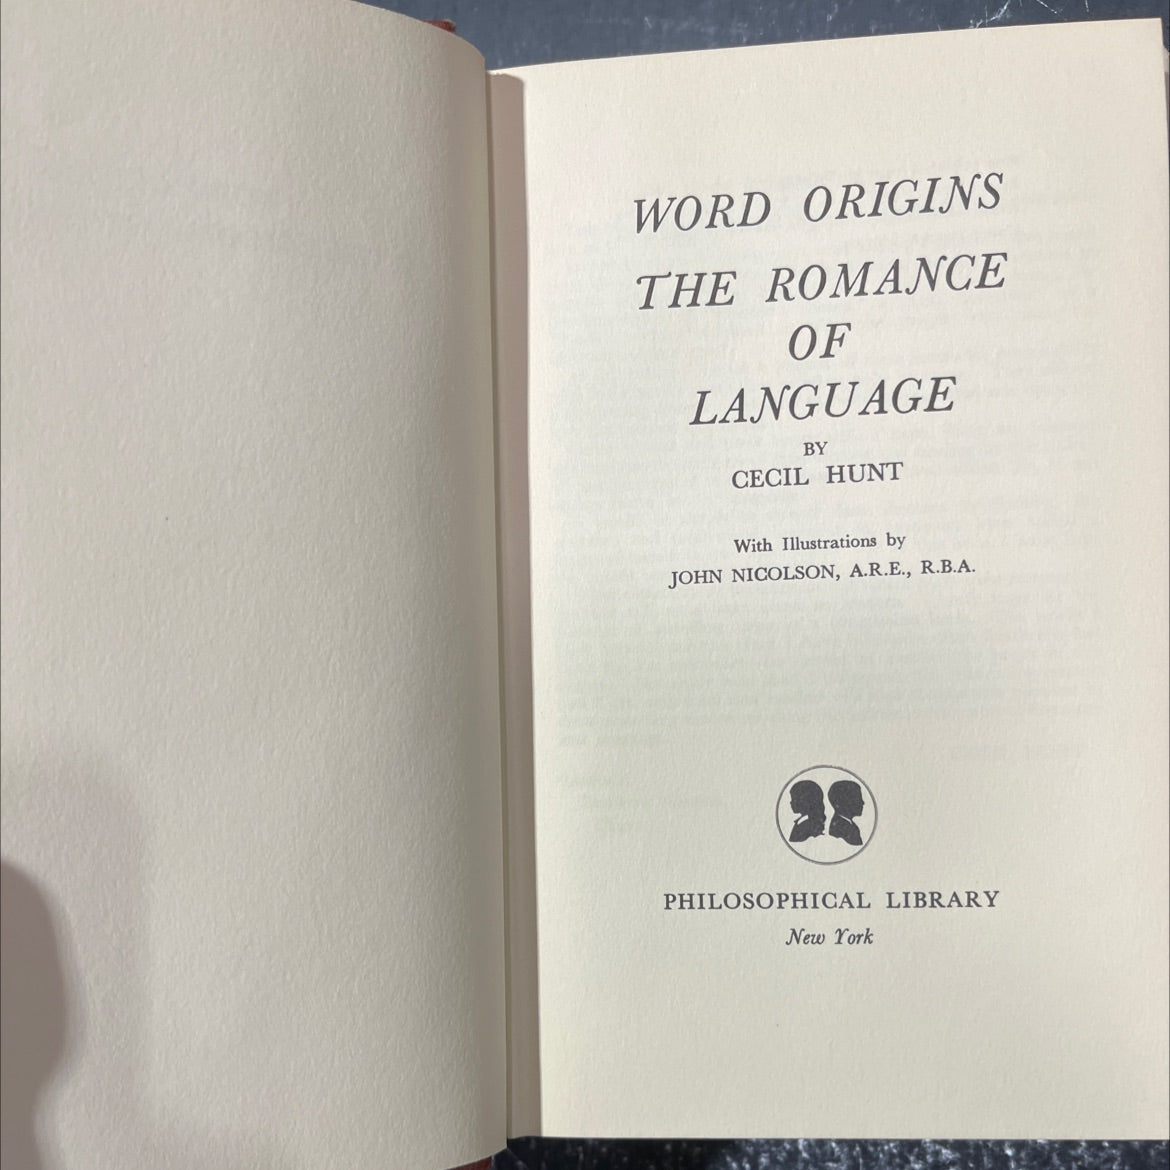 WORD ORIGINS
THE ROMANCE
OF
LANGUAGE
BY
CECIL HUNT
With Illustrations by
JOHN NICOLSON, A.R.E., R.B.A.
PHILOSOPHICAL LIBRARY
New York